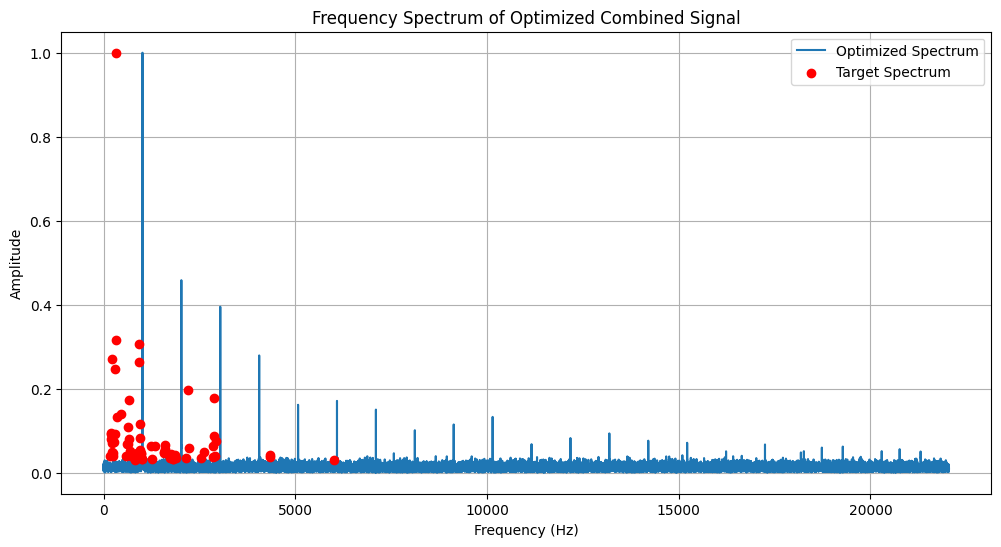 Frequency Spectrum of Optimized Combined Signal
Optimized Spectrum
Target Spectrum
1.0
0.8
0.6
0.4
0.2
0.0
Amplitude
0
5000
10000
15000
20000
Frequency (Hz)